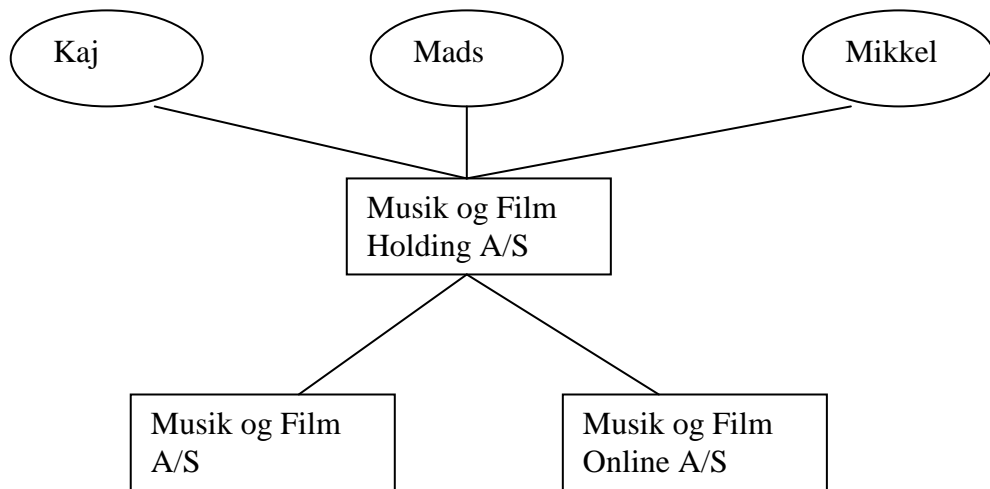 Kaj
Mads
Mikkel
Musik og Film
Holding A/S
Musik og Film
A/S
Musik og Film
Online A/S